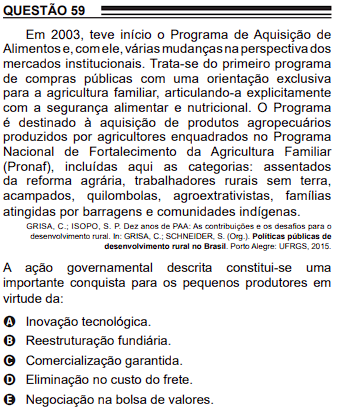 QUESTÃO 59
Em 2003, teve início o Programa de Aquisição de
Alimentos e, com ele, várias mudanças na perspectiva dos
mercados institucionais. Trata-se do primeiro programa
de compras públicas com uma orientação exclusiva
para a agricultura familiar, articulando-a explicitamente
com a segurança alimentar e nutricional. O Programa
é destinado à aquisição de produtos agropecuários
produzidos por agricultores enquadrados no Programa
Nacional de Fortalecimento da Agricultura Familiar
(Pronaf), incluídas aqui as categorias: assentados
da reforma agrária, trabalhadores rurais sem terra,
acampados, quilombolas, agroextrativistas, famílias
atingidas por barragens e comunidades indígenas.
GRISA, C.; ISOPO, S. P. Dez anos de PAA: As contribuições e os desafios para o
desenvolvimento rural. In: GRISA, C.; SCHNEIDER, S. (Org.). Políticas públicas de
desenvolvimento rural no Brasil. Porto Alegre: UFRGS, 2015.
A ação governamental descrita constitui-se uma
importante conquista para os pequenos produtores em
virtude da:
A Inovação tecnológica.
B Reestruturação fundiária.
C Comercialização garantida.
D Eliminação no custo do frete.
E Negociação na bolsa de valores.